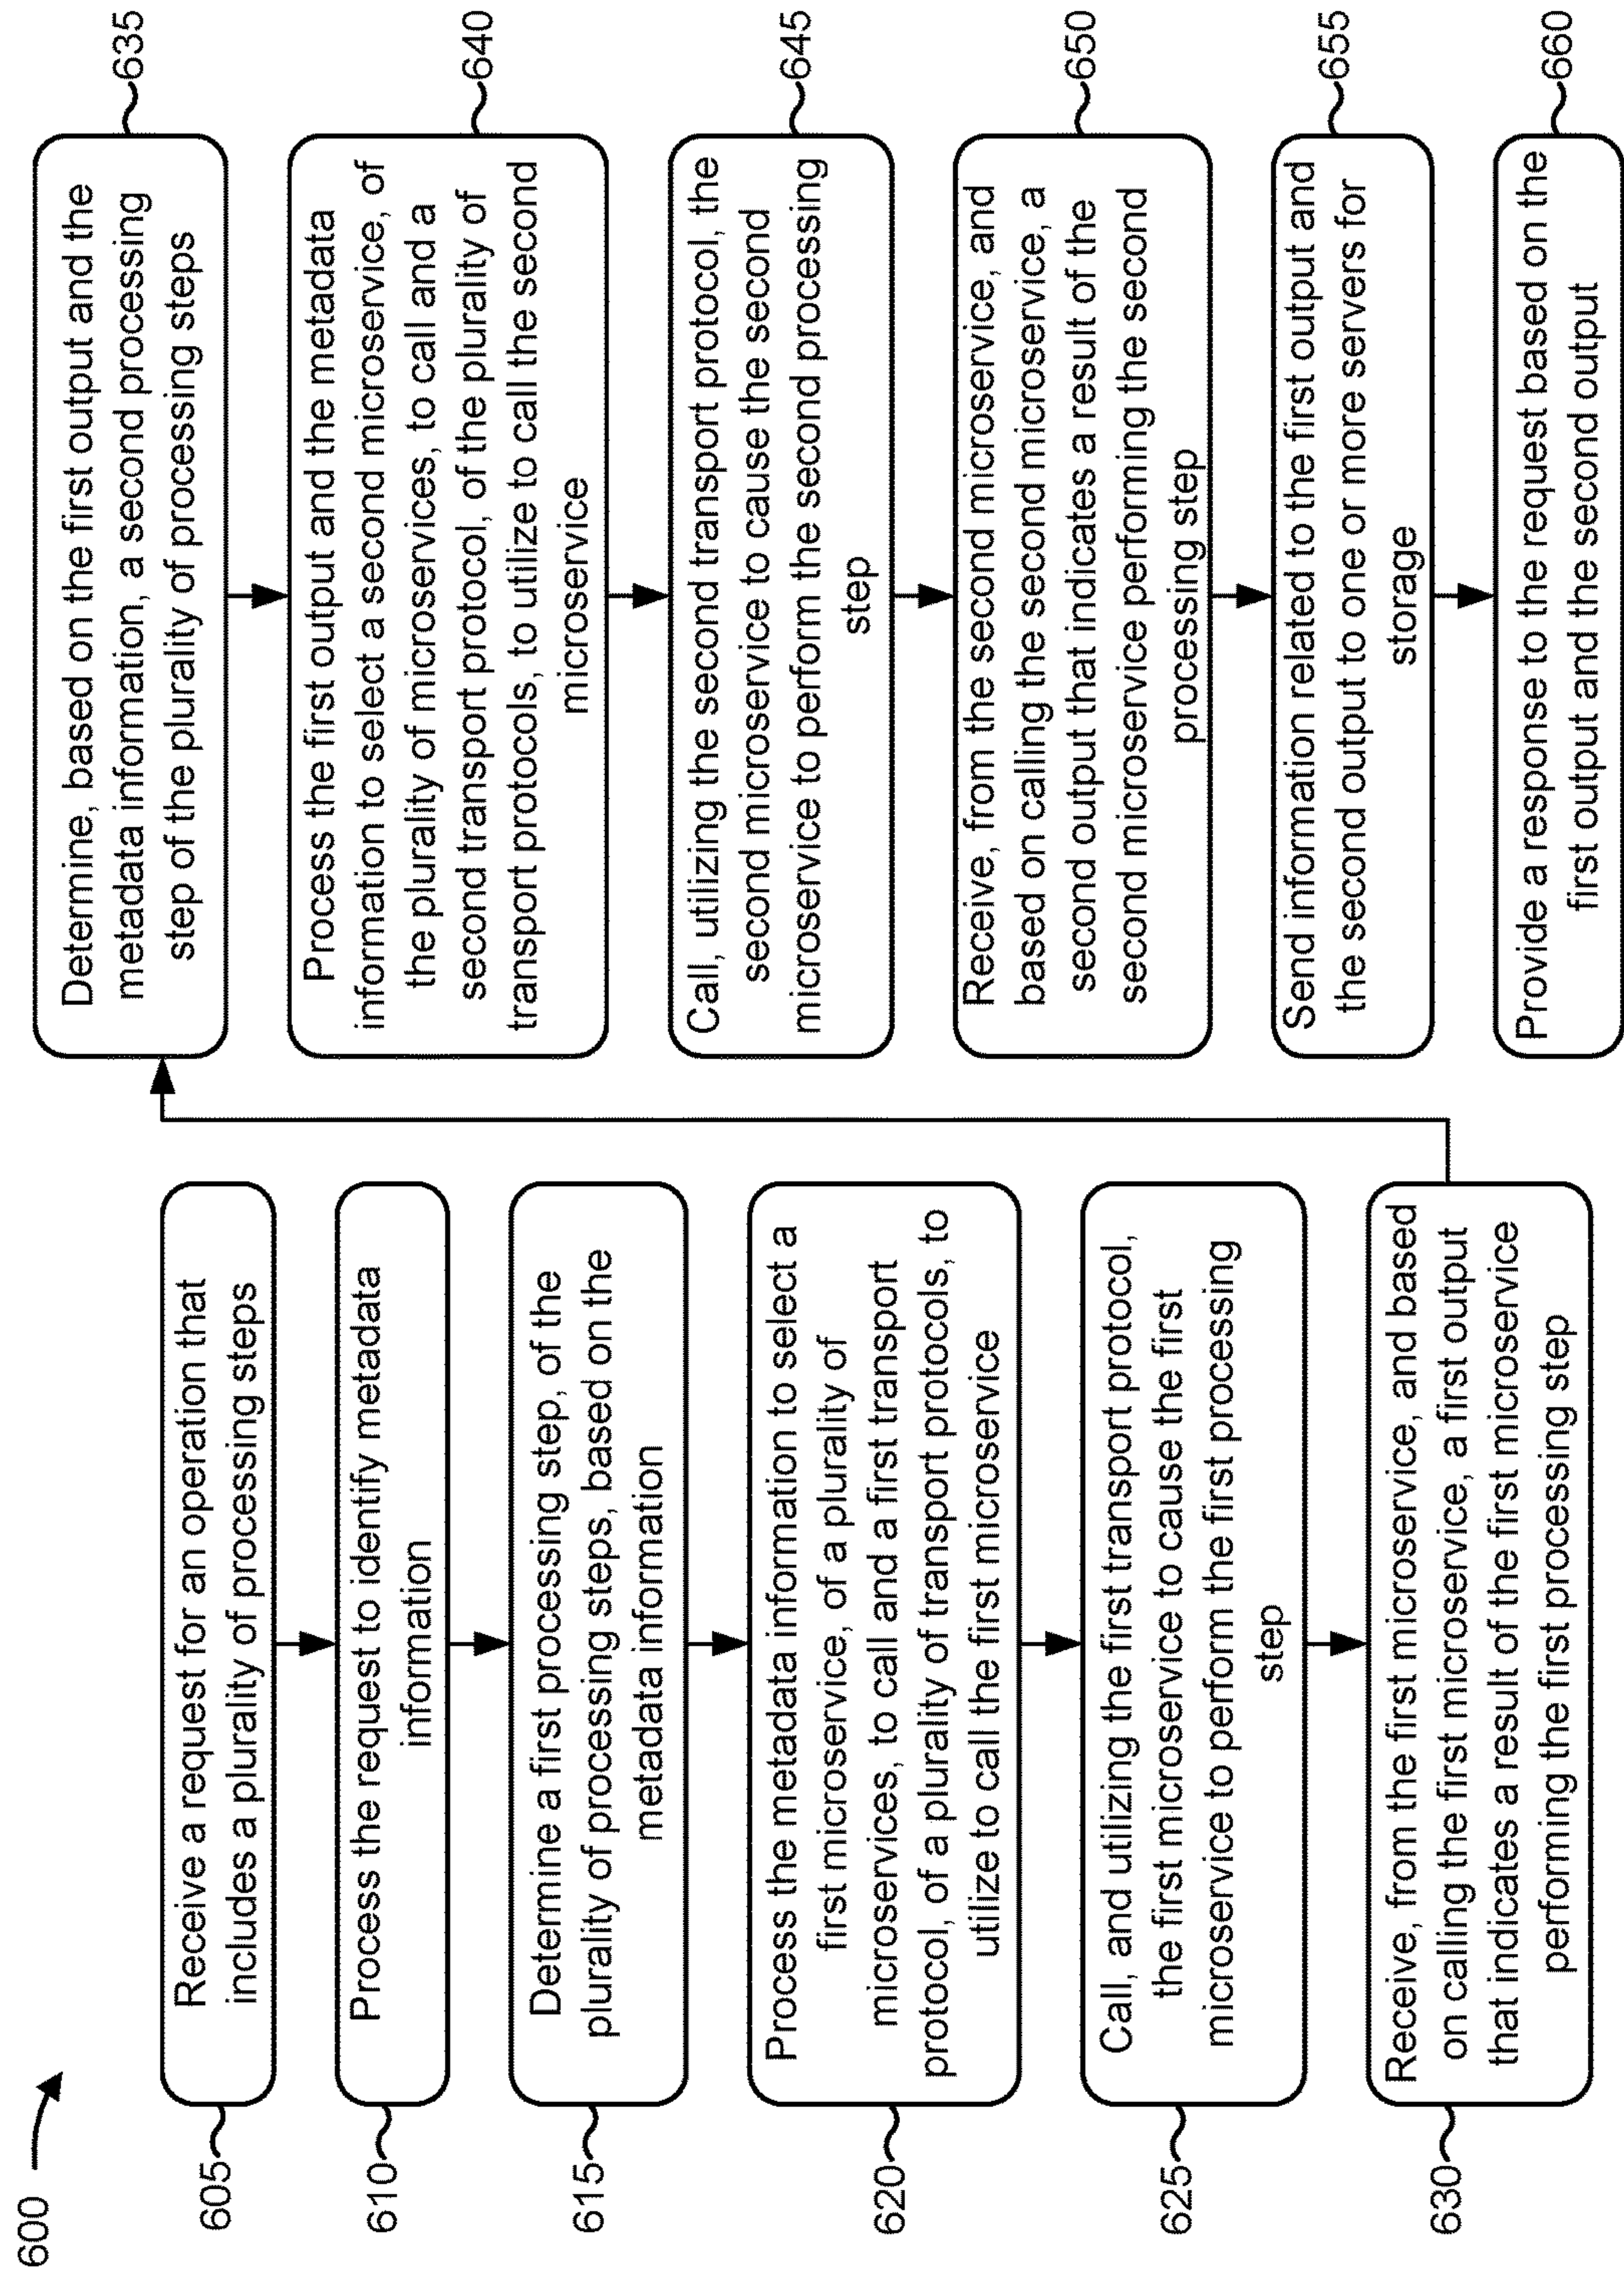 600
605
Receive a request for an operation that
includes a plurality of processing steps
610
Process the request to identify metadata
information
615
Determine a first processing step, of the
plurality of processing steps, based on the
metadata information
620
Process the metadata information to select a
first microservice, of a plurality of
microservices, to call and a first transport
protocol, of a plurality of transport protocols, to
utilize to call the first microservice
625
Call, and utilizing the first transport protocol,
the first microservice to cause the first
microservice to perform the first processing
step
630
Receive, from the first microservice, and based
on calling the first microservice, a first output
that indicates a result of the first microservice
performing the first processing step
635
Determine, based on the first output and the
metadata information, a second processing
step of the plurality of processing steps
640
Process the first output and the metadata
information to select a second microservice, of
the plurality of microservices, to call and a
second transport protocol, of the plurality of
transport protocols, to utilize to call the second
microservice
645
Call, utilizing the second transport protocol, the
second microservice to cause the second
microservice to perform the second processing
step
650
Receive, from the second microservice, and
based on calling the second microservice, a
second output that indicates a result of the
second microservice performing the second
processing step
655
Send information related to the first output and
the second output to one or more servers for
storage
660
Provide a response to the request based on the
first output and the second output